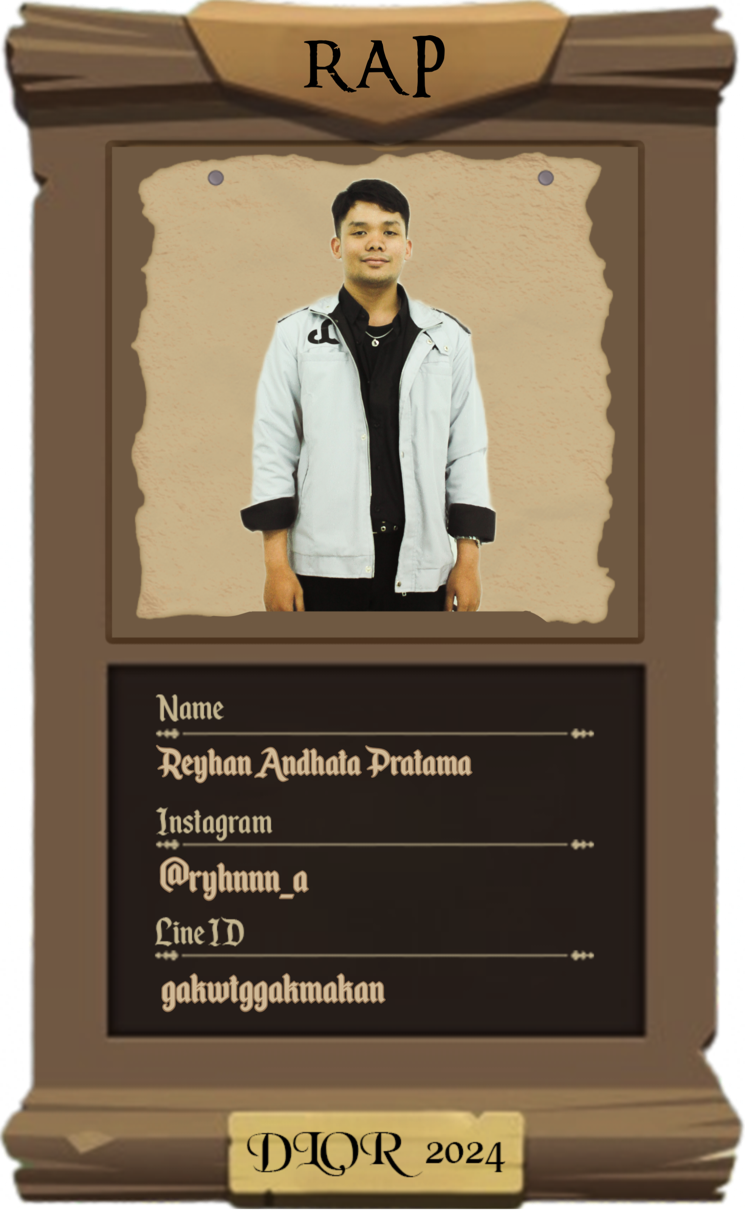 RAP
Name
Reyhan Andhata Pratama
Instagram
@ryhnnn_a
Line ID
gakwtggakmakan
DLOR 2024